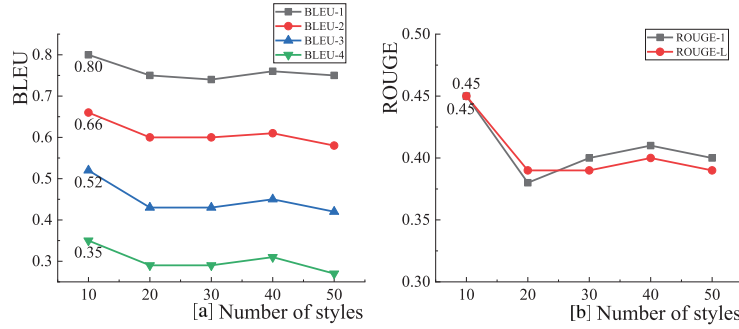 BLEU-1
BLEU-2
BLEU-3
BLEU-4
BLEU
0.8
0.7
0.6
0.5
0.4
0.3
0.80
0.66
0.52
0.35
10 20 30 40 50
[a] Number of styles
ROUGE-1
ROUGE-L
ROUGE
0.50
0.45
0.40
0.35
0.30
0.45
0.45
10 20 30 40 50
[b] Number of styles